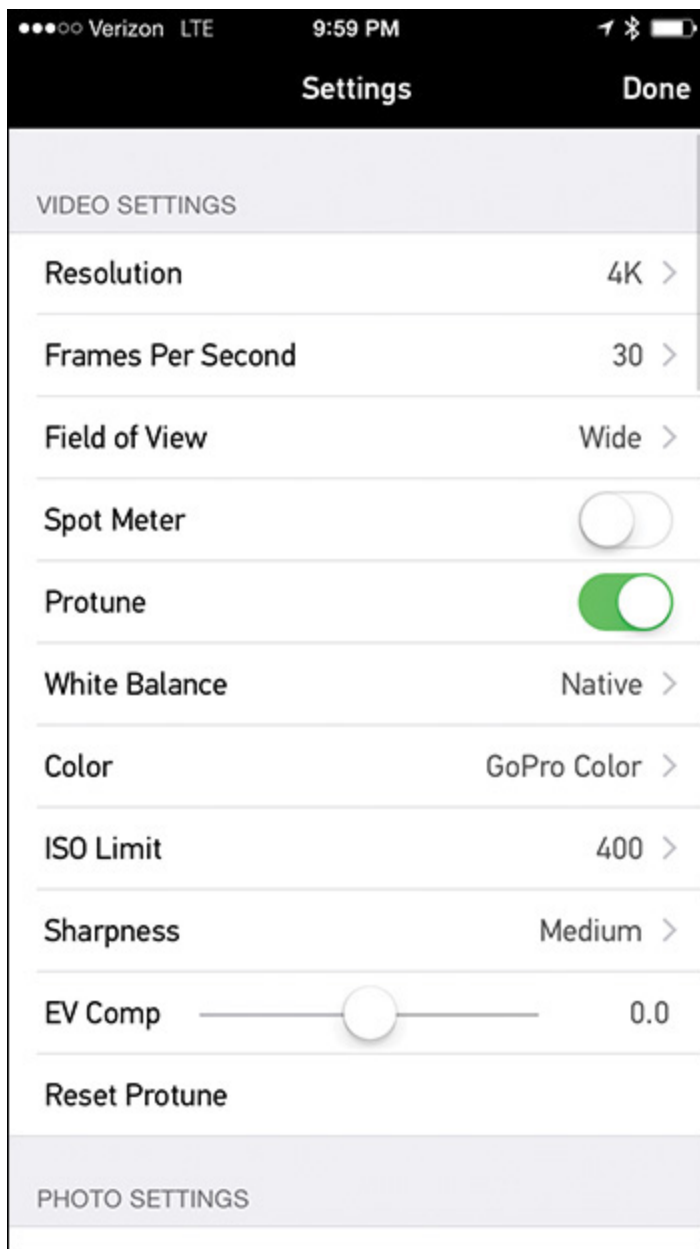 Verizon LTE 9:59 PM
Settings Done
VIDEO SETTINGS
Resolution 4K
Frames Per Second 30
Field of View Wide
Spot Meter
Protune
White Balance Native
Color GoPro Color
ISO Limit 400
Sharpness Medium
EV Comp 0.0
Reset Protune
PHOTO SETTINGS